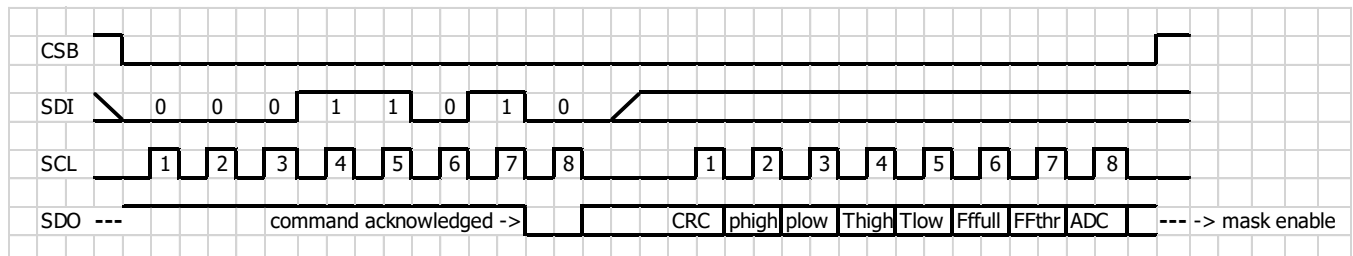 CSB
SDI 0 0 0 1 1 0 1 0
SCL 1 2 3 4 5 6 7 8 1 2 3 4 5 6 7 8
SDO --- command acknowledged -> CRC phigh plow Thigh Tlow Fffull FFthr ADC --- -> mask enable